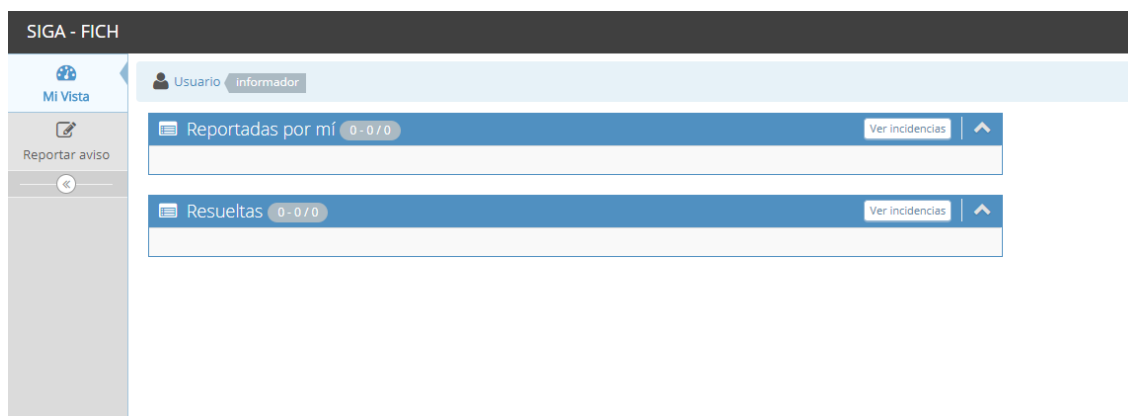 SIGA - FICH
Mi Vista
Reportar aviso
Usuario informador
Reportadas por mí 0 - 0 / 0 Ver incidencias
Resueltas 0 - 0 / 0 Ver incidencias